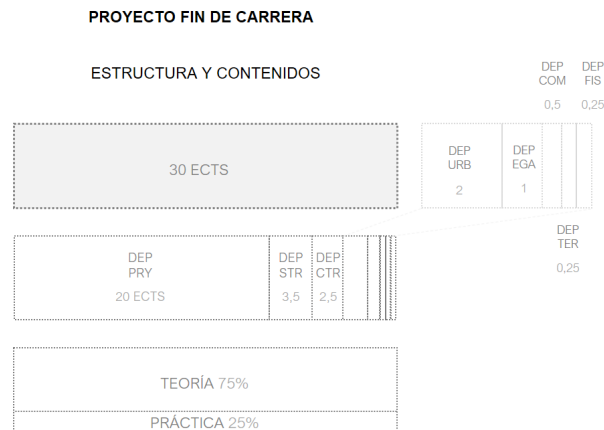 PROYECTO FIN DE CARRERA
ESTRUCTURA Y CONTENIDOS
DEP COM
0,5
DEP FIS
0,25
30 ECTS
DEP
URB
2
DEP
EGA
1
DEP
TER
0,25
DEP
PRY
20 ECTS
DEP
STR
3,5
DEP
CTR
2,5
TEORÍA 75%
PRÁCTICA 25%